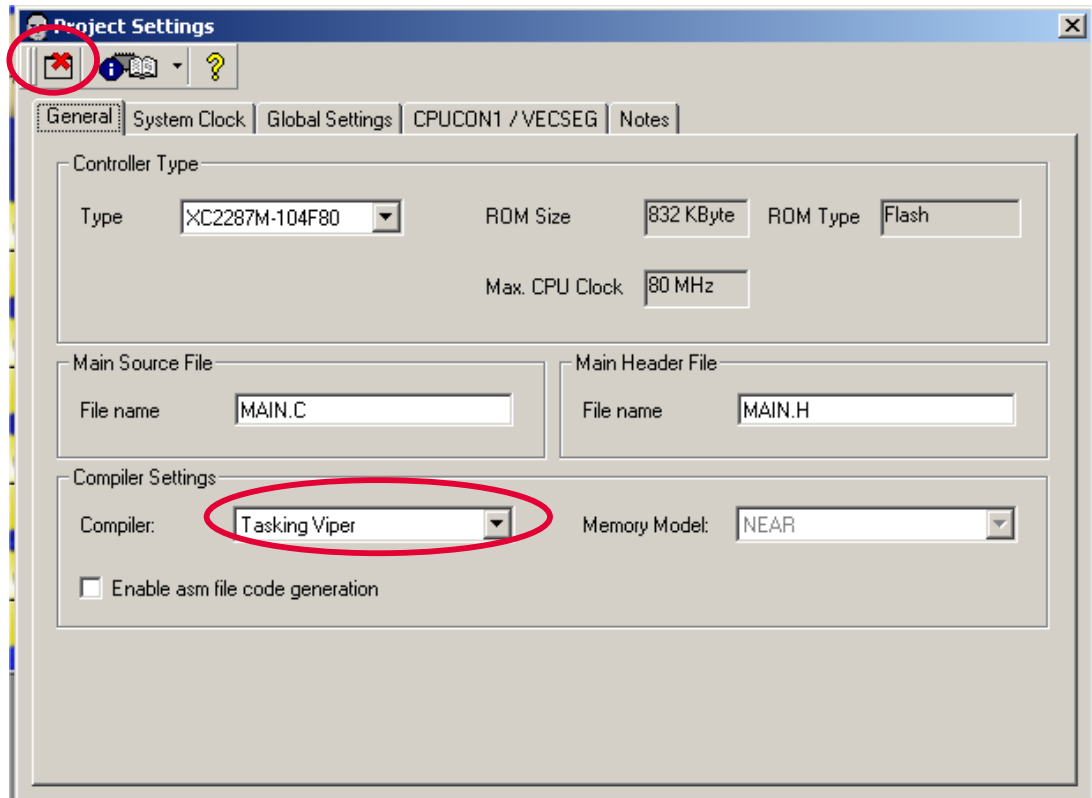 Project Settings
General System Clock Global Settings CPUCON1 / VECSEG Notes
Controller Type
Type XC2287M-104F80 ROM Size 832 KByte ROM Type Flash
Max. CPU Clock 80 MHz
Main Source File Main Header File
File name MAIN.C File name MAIN.H
Compiler Settings
Compiler: Tasking Viper Memory Model: NEAR
Enable asm file code generation